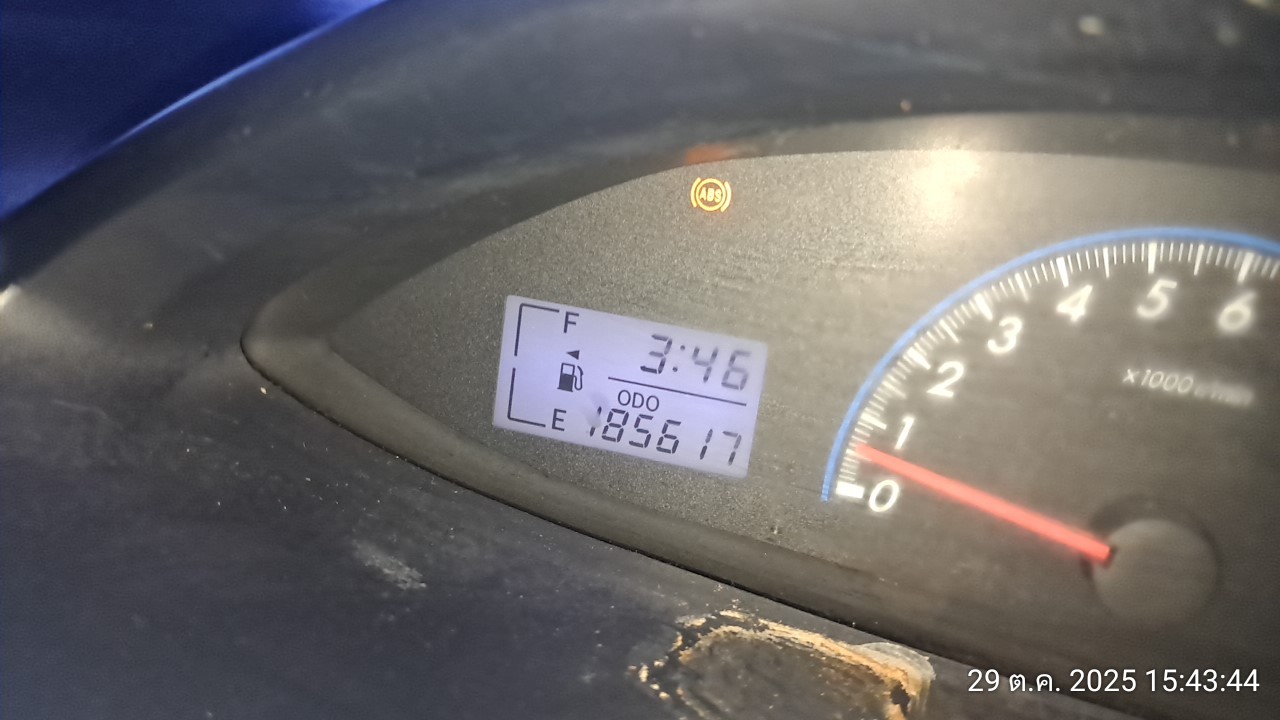 ABS
F
3:46
ODO
E 185617
0
1
2
3
4
5
6
x1000 r/min
29 ต.ค. 2025 15:43:44